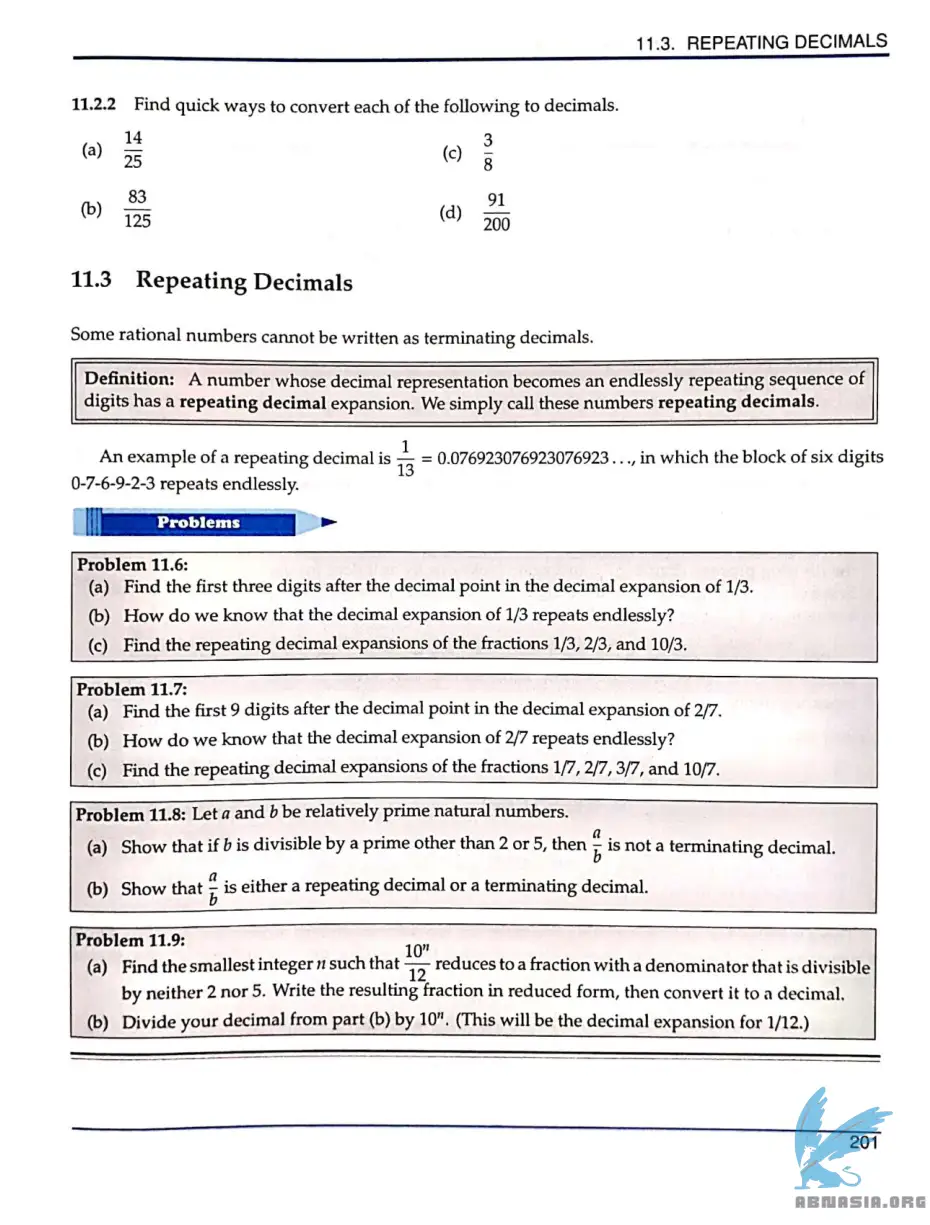 11.3. REPEATING DECIMALS
11.2.2 Find quick ways to convert each of the following to decimals.
(a) 14/25
(c) 3/8
(b) 83/125
(d) 91/200
11.3 Repeating Decimals
Some rational numbers cannot be written as terminating decimals.
Definition: A number whose decimal representation becomes an endlessly repeating sequence of
digits has a repeating decimal expansion. We simply call these numbers repeating decimals.
An example of a repeating decimal is 1/13 = 0.076923076923076923..., in which the block of six digits
0-7-6-9-2-3 repeats endlessly.
Problems
Problem 11.6:
(a) Find the first three digits after the decimal point in the decimal expansion of 1/3.
(b) How do we know that the decimal expansion of 1/3 repeats endlessly?
(c) Find the repeating decimal expansions of the fractions 1/3, 2/3, and 10/3.
Problem 11.7:
(a) Find the first 9 digits after the decimal point in the decimal expansion of 2/7.
(b) How do we know that the decimal expansion of 2/7 repeats endlessly?
(c) Find the repeating decimal expansions of the fractions 1/7, 2/7, 3/7, and 10/7.
Problem 11.8: Let a and b be relatively prime natural numbers.
(a) Show that if b is divisible by a prime other than 2 or 5, then a/b is not a terminating decimal.
(b) Show that a/b is either a repeating decimal or a terminating decimal.
Problem 11.9:
(a) Find the smallest integer n such that 10ⁿ/12 reduces to a fraction with a denominator that is divisible
by neither 2 nor 5. Write the resulting fraction in reduced form, then convert it to a decimal.
(b) Divide your decimal from part (b) by 10ⁿ. (This will be the decimal expansion for 1/12.)
201
ABNASIA.ORG